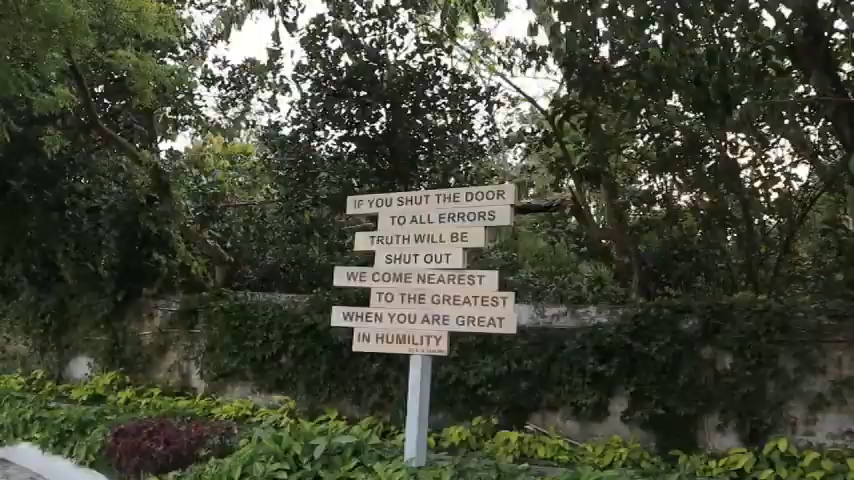 IF YOU SHUT THE DOOR
TO ALL ERRORS
TRUTH WILL BE
SHUT OUT
WE COME NEAREST
TO THE GREATEST
WHEN YOU ARE GREAT
IN HUMILITY